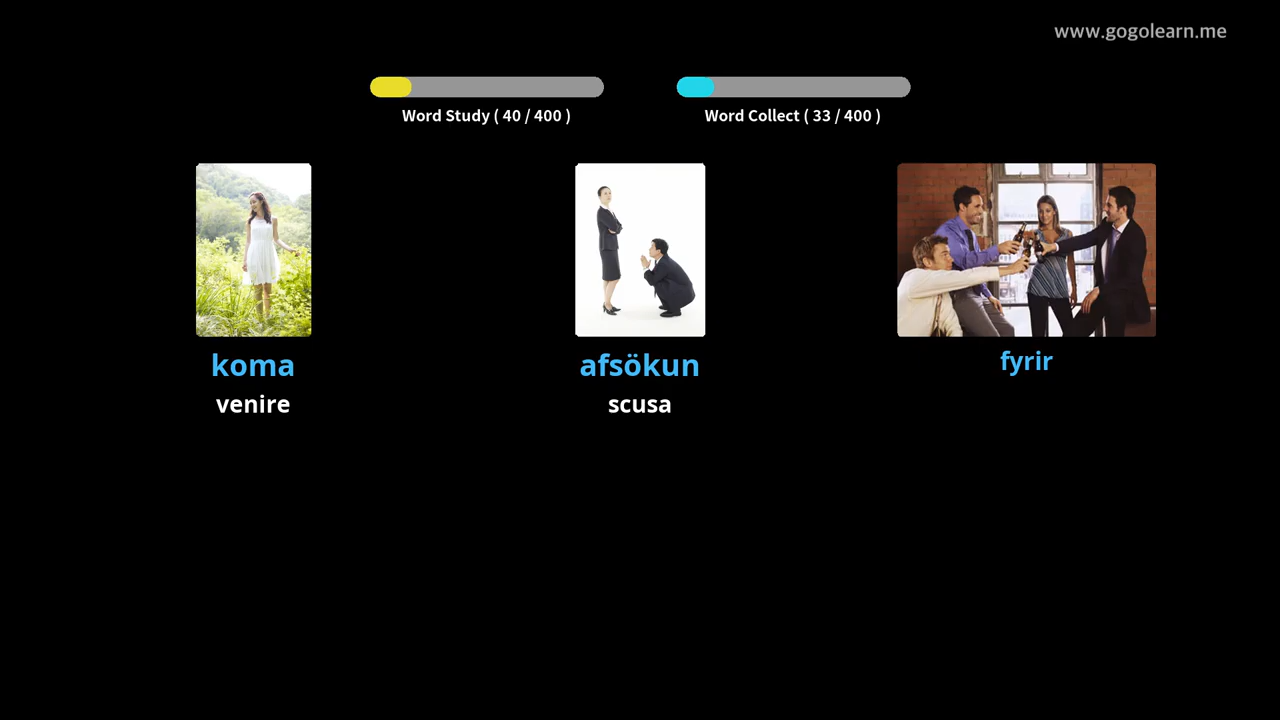 www.gogolearn.me
Word Study ( 40 / 400 )
Word Collect ( 33 / 400 )
koma
venire
afsökun
scusa
fyrir